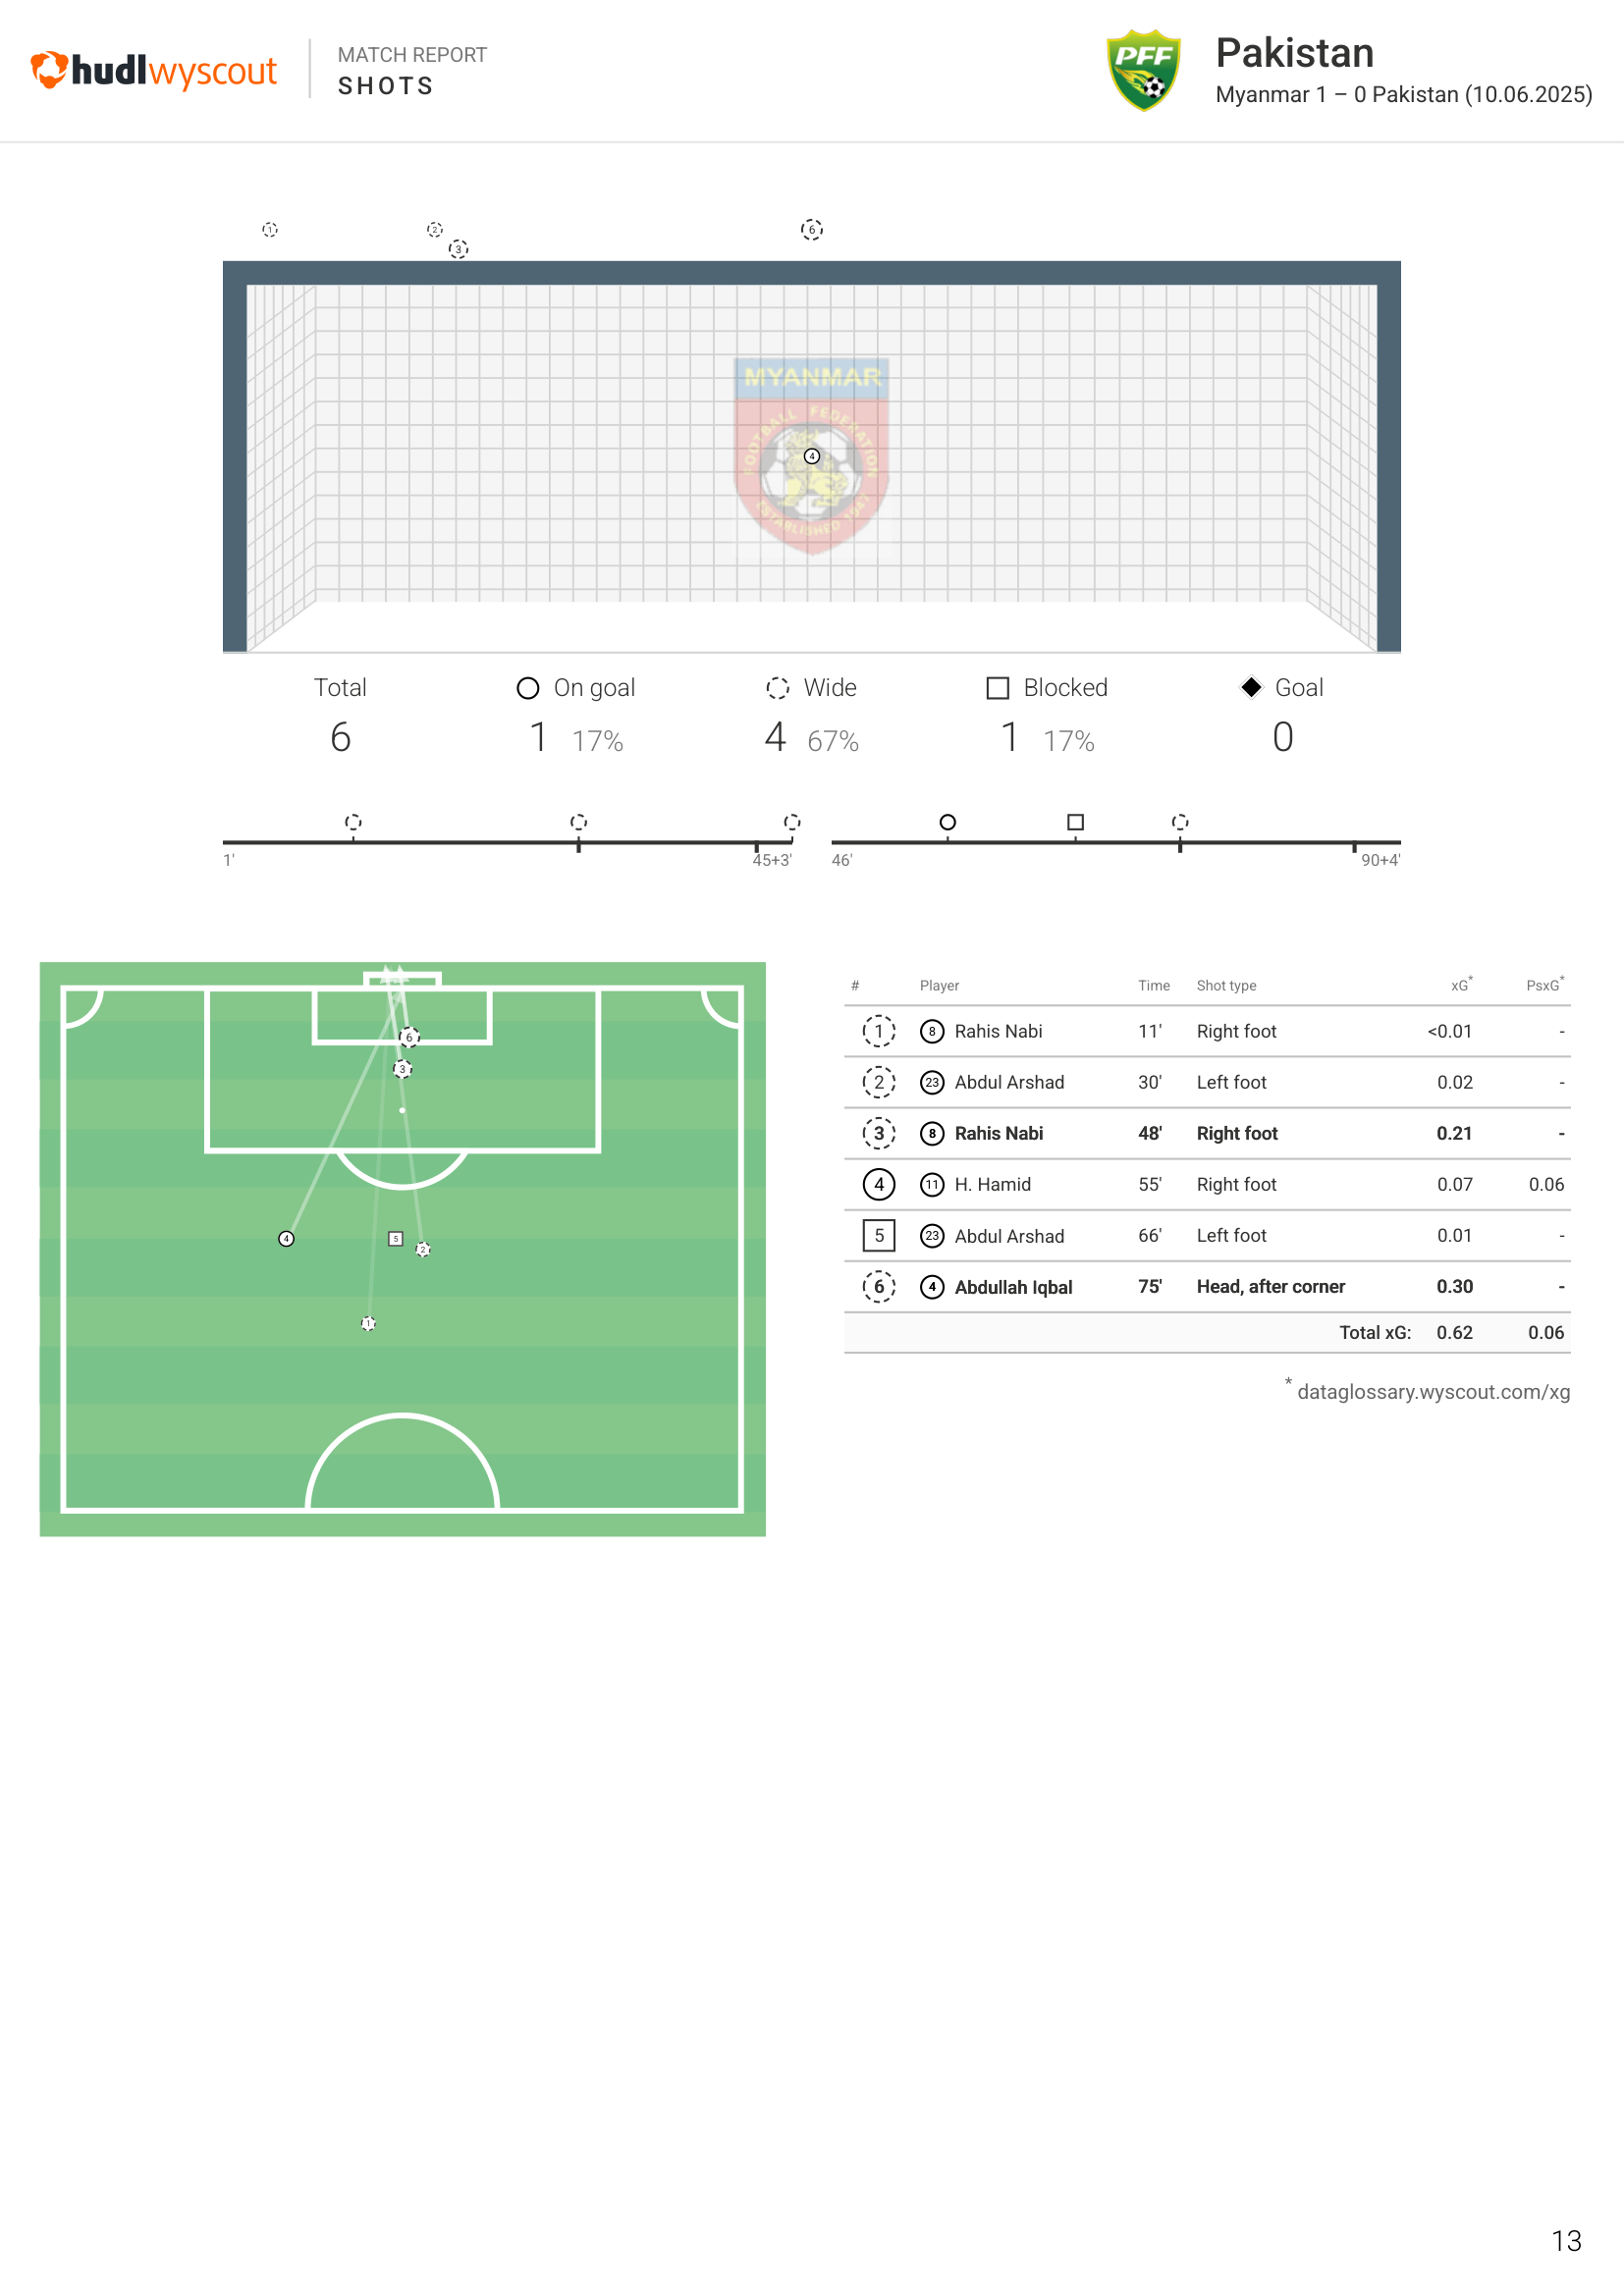 hudl wyscout
MATCH REPORT
SHOTS
PFF
Pakistan
Myanmar 1 – 0 Pakistan (10.06.2025)
1 2 3 6
MYANMAR
FOOTBALL FEDERATION
4
ESTABLISHED 1947
Total On goal Wide Blocked Goal
6 1 17% 4 67% 1 17% 0
1' 45+3' 46' 90+4'
6
3
4 5 2
1
# Player Time Shot type xG* PsxG*
1 8 Rahis Nabi 11' Right foot <0.01 -
2 23 Abdul Arshad 30' Left foot 0.02 -
3 8 Rahis Nabi 48' Right foot 0.21 -
4 11 H. Hamid 55' Right foot 0.07 0.06
5 23 Abdul Arshad 66' Left foot 0.01 -
6 4 Abdullah Iqbal 75' Head, after corner 0.30 -
Total xG: 0.62 0.06
* dataglossary.wyscout.com/xg
13